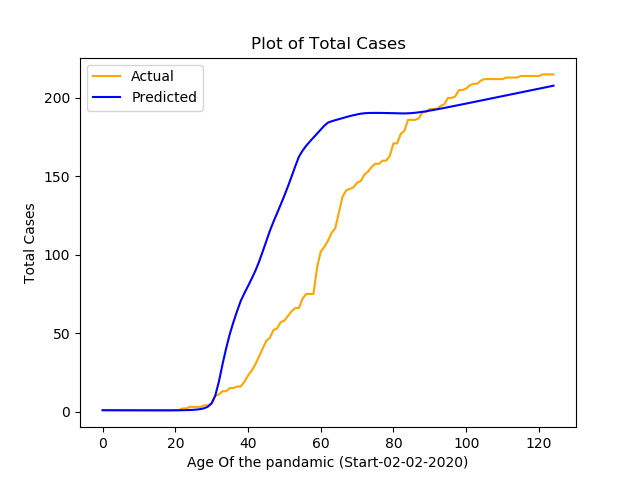 Plot of Total Cases
Actual
Predicted
200
150
100
50
0
Total Cases
0 20 40 60 80 100 120
Age Of the pandamic (Start-02-02-2020)